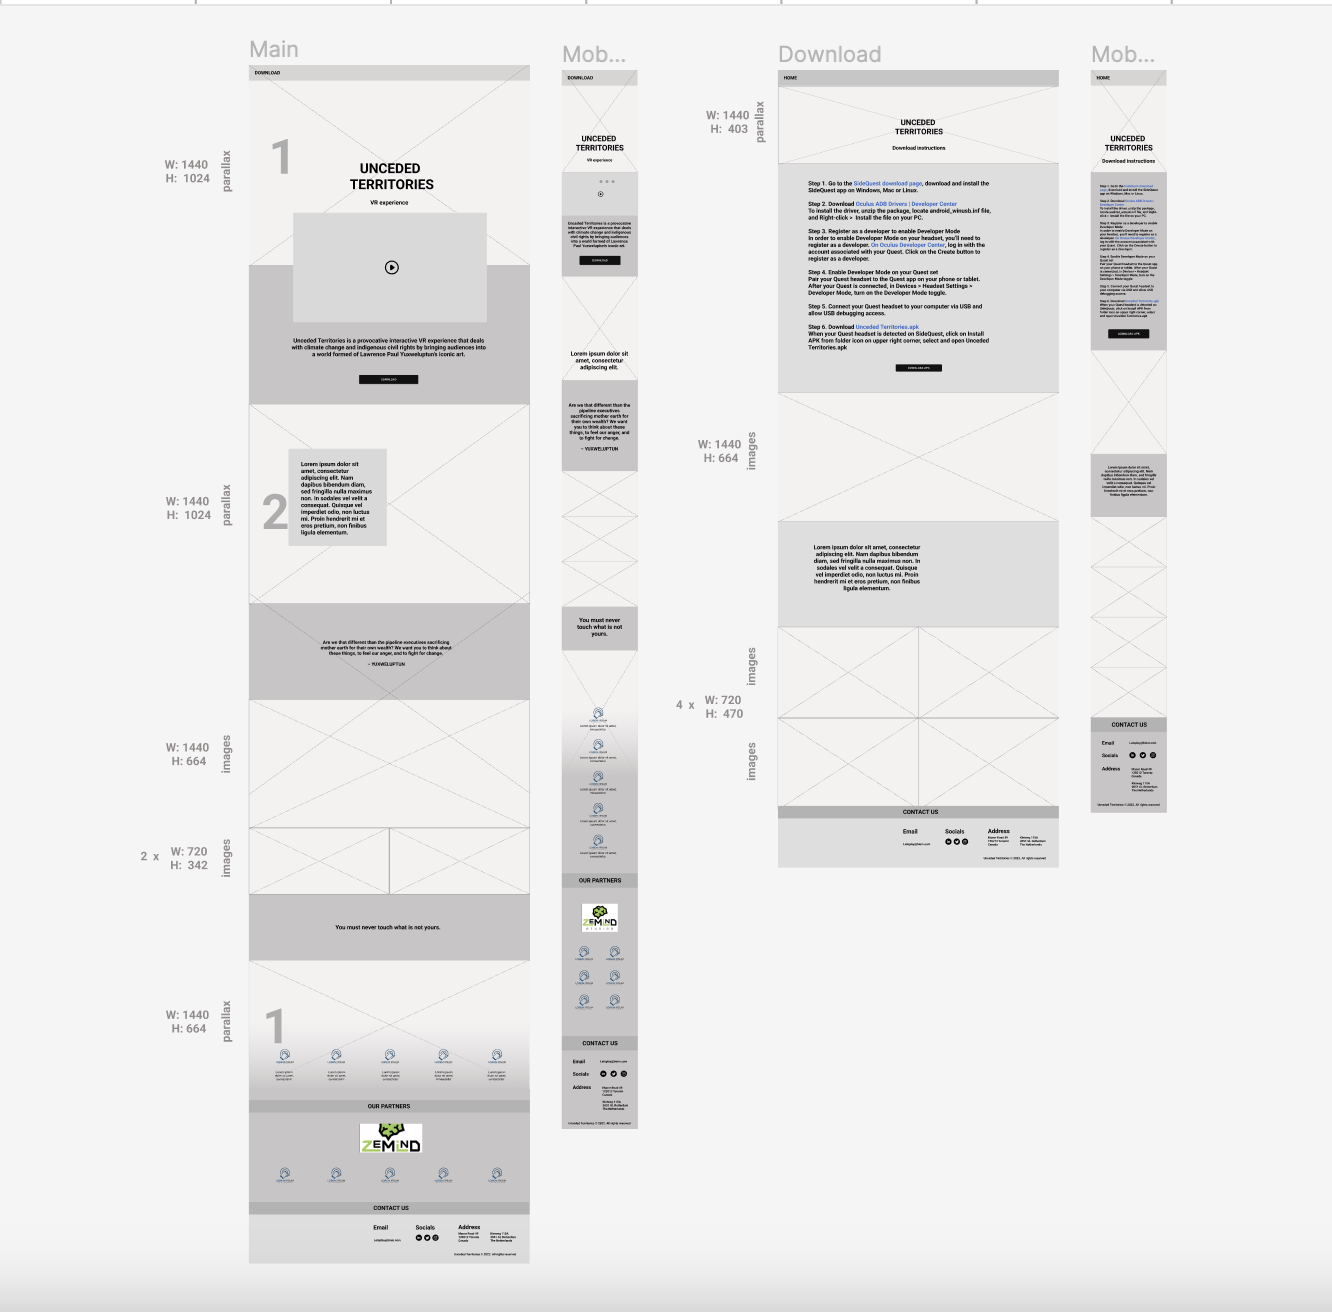 Main
DOWNLOAD
W: 1440
H: 1024
parallax
1
UNCEDED
TERRITORIES
VR experience
Unceded Territories is a provocative interactive VR experience that deals
with climate change and indigenous civil rights by bringing audiences into
a world formed of Lawrence Paul Yuxweluptun's iconic art.
DOWNLOAD
W: 1440
H: 1024
parallax
2
Lorem ipsum dolor sit
amet, consectetur
adipiscing elit. Nam
dapibus bibendum diam,
sed fringilla nulla maximus
non. In sodales vel velit a
consequat. Quisque vel
imperdiet odio, non luctus
mi. Proin hendrerit mi et
eros pretium, non finibus
ligula elementum.
Are we that different than the pipeline executives sacrificing
mother earth for their own wealth? We want you to think about
these things, to feel our anger, and to fight for change.
– YUXWELUPTUN
W: 1440
H: 664
images
2 x
W: 720
H: 342
images
You must never touch what is not yours.
W: 1440
H: 664
parallax
1
OUR PARTNERS
ZEMIND
CONTACT US
Email
Socials
Address
Unceded Territories © 2022. All rights reserved
Mob...
DOWNLOAD
UNCEDED
TERRITORIES
VR experience
Unceded Territories is a provocative
interactive VR experience that deals
with climate change and indigenous
civil rights by bringing audiences
into a world formed of Lawrence
Paul Yuxweluptun's iconic art.
DOWNLOAD
Lorem ipsum dolor sit
amet, consectetur
adipiscing elit.
Are we that different than the
pipeline executives
sacrificing mother earth for
their own wealth? We want
you to think about these
things, to feel our anger, and
to fight for change.
– YUXWELUPTUN
You must never
touch what is not
yours.
OUR PARTNERS
ZEMIND
STUDIOS
CONTACT US
Email
Socials
Address
Unceded Territories © 2022. All rights reserved
Download
HOME
W: 1440
H: 403
parallax
UNCEDED
TERRITORIES
Download instructions
Step 1. Go to the SideQuest download page, download and install the
SideQuest app on Windows, Mac or Linux.
Step 2. Download Oculus ADB Drivers | Developer Center
To install the driver, unzip the package, locate android_winusb.inf file,
and Right-click > Install the file on your PC.
Step 3. Register as a developer to enable Developer Mode
In order to enable Developer Mode on your headset, you'll need to
register as a developer. On Oculus Developer Center, log in with the
account associated with your Quest. Click on the Create button to
register as a developer.
Step 4. Enable Developer Mode on your Quest set
Pair your Quest headset to the Quest app on your phone or tablet.
After your Quest is connected, in Devices > Headset Settings >
Developer Mode, turn on the Developer Mode toggle.
Step 5. Connect your Quest headset to your computer via USB and
allow USB debugging access.
Step 6. Download Unceded Territories.apk
When your Quest headset is detected on SideQuest, click on Install
APK from folder icon on upper right corner, select and open Unceded
Territories.apk
DOWNLOAD APK
W: 1440
H: 664
images
Lorem ipsum dolor sit amet, consectetur
adipiscing elit. Nam dapibus bibendum
diam, sed fringilla nulla maximus non. In
sodales vel velit a consequat. Quisque
vel imperdiet odio, non luctus mi. Proin
hendrerit mi et eros pretium, non finibus
ligula elementum.
images
4 x
W: 720
H: 470
images
CONTACT US
Email
Socials
Address
Unceded Territories © 2022. All rights reserved
Mob...
HOME
UNCEDED
TERRITORIES
Download instructions
DOWNLOAD APK
CONTACT US
Email
Socials
Address
Unceded Territories © 2022. All rights reserved